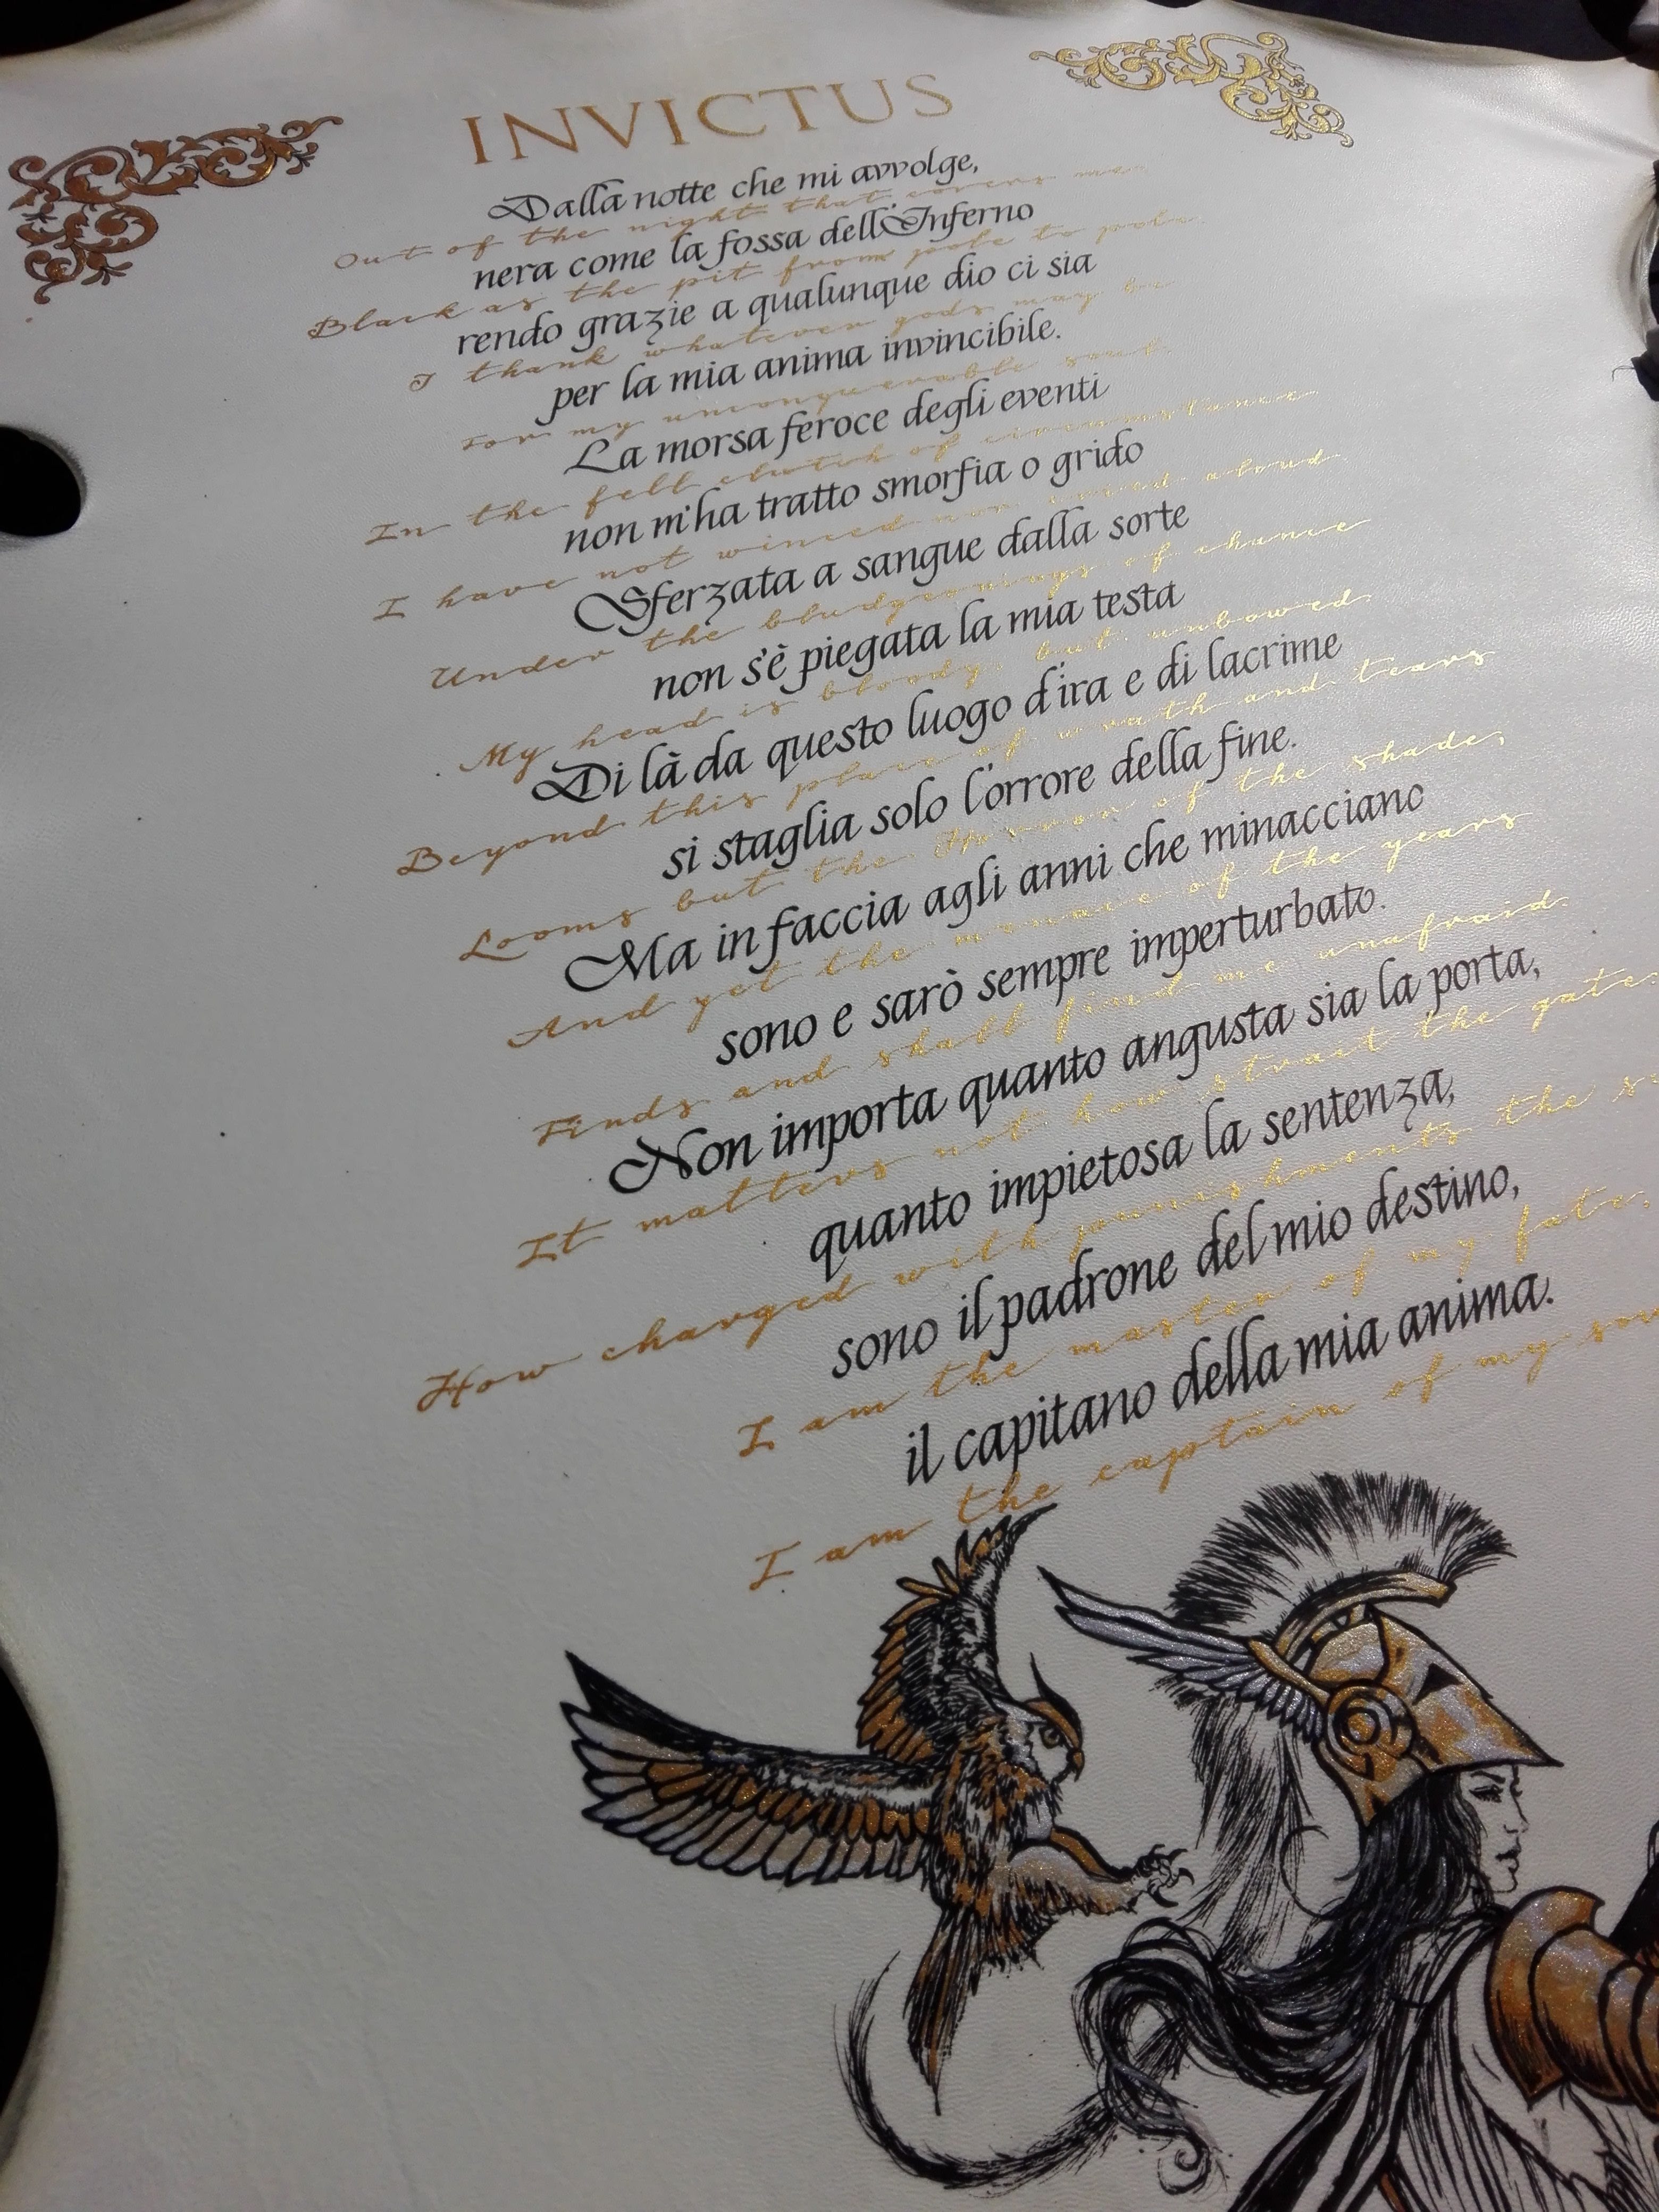 INVICTUS
Dalla notte che mi avvolge,
Out of the night that covers me
nera come la fossa dell'Inferno
Black as the pit from pole to pole
rendo grazie a qualunque dio ci sia
I thank whatever gods may be
per la mia anima invincibile.
For my unconquerable soul.
La morsa feroce degli eventi
In the fell clutch of circumstance
non m'ha tratto smorfia o grido
I have not winced nor cried aloud
Sferzata a sangue dalla sorte
Under the bludgeonings of chance
non s'è piegata la mia testa
My head is bloody, but unbowed.
Di là da questo luogo d'ira e di lacrime
Beyond this place of wrath and tears
si staglia solo l'orrore della fine.
Looms but the Horror of the shade,
Ma in faccia agli anni che minacciano
And yet the menace of the years
sono e sarò sempre imperturbato.
Finds and shall find me unafraid.
Non importa quanto angusta sia la porta,
It matters not how strait the gate.
quanto impietosa la sentenza,
How charged with punishments the
sono il padrone del mio destino,
I am the master of my fate.
il capitano della mia anima.
I am the captain of my